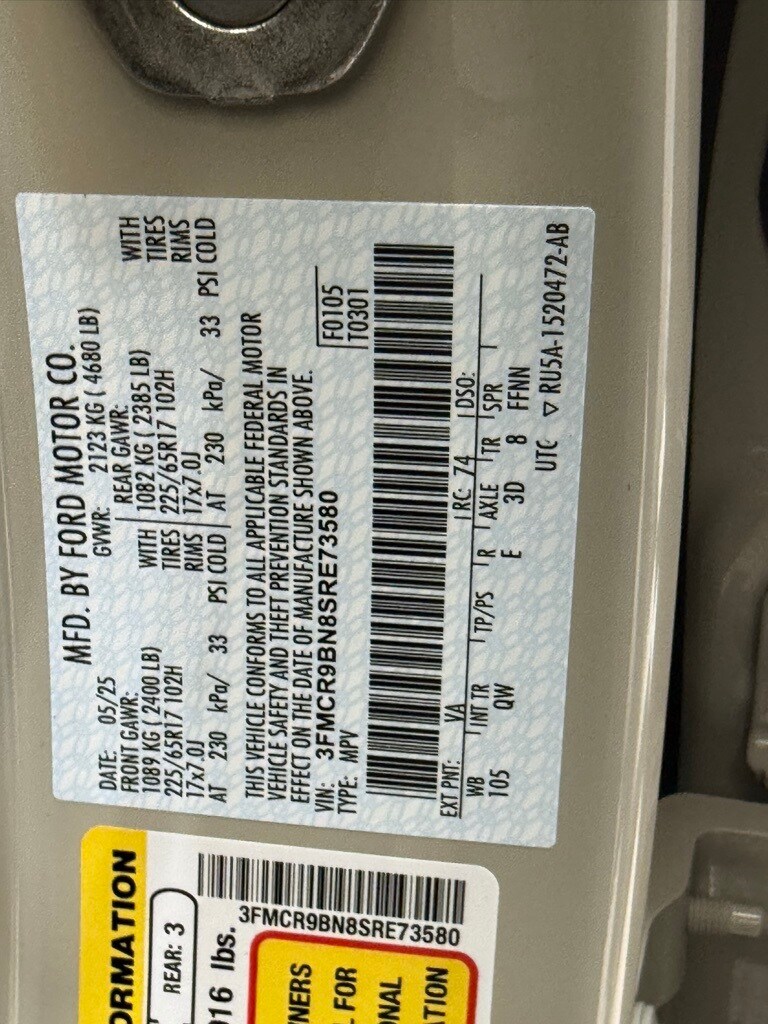 MFD. BY FORD MOTOR CO.
DATE: 05/25 GVWR: 2123 KG ( 4680 LB)
FRONT GAWR: REAR GAWR:
1089 KG ( 2400 LB) WITH 1082 KG ( 2385 LB) WITH
225/65R17 102H TIRES 225/65R17 102H TIRES
17x7.0J RIMS 17x7.0J RIMS
AT 230 kPa/ 33 PSI COLD AT 230 kPa/ 33 PSI COLD
THIS VEHICLE CONFORMS TO ALL APPLICABLE FEDERAL MOTOR
VEHICLE SAFETY AND THEFT PREVENTION STANDARDS IN
EFFECT ON THE DATE OF MANUFACTURE SHOWN ABOVE.
VIN: 3FMCR9BN8SRE73580 F0105
TYPE: MPV T0301
EXT PNT: VA RC: 74 DSO:
WB INT TR TP/PS R AXLE TR SPR
105 QW E 3D 8 FFNN
UTC ▽ RU5A-1520472-AB
REAR: 3
3FMCR9BN8SRE73580
lbs.
FOR